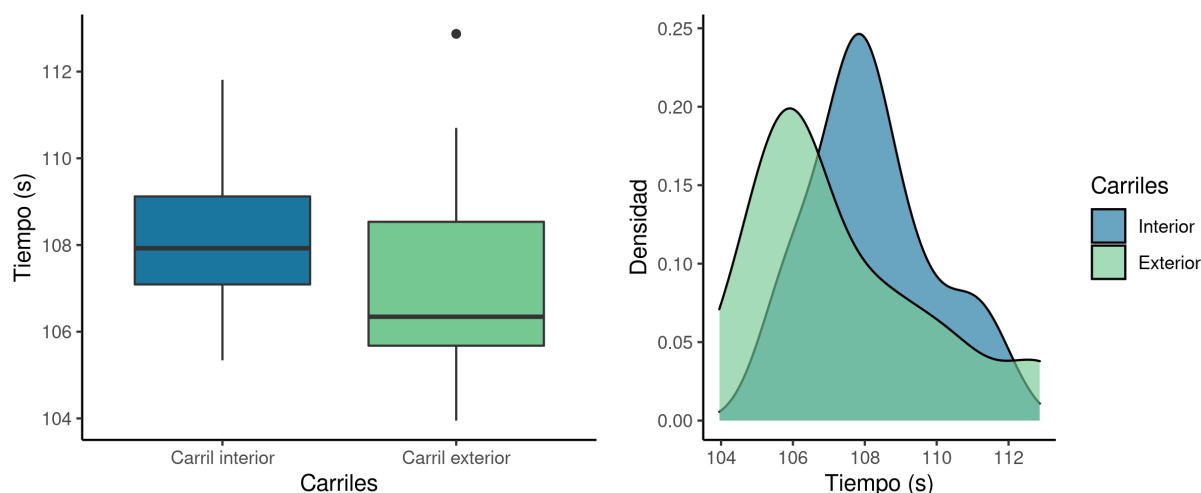 Tiempo (s)
112
110
108
106
104
Carril interior
Carril exterior
Carriles
Densidad
0.25
0.20
0.15
0.10
0.05
0.00
104 106 108 110 112
Tiempo (s)
Carriles
Interior
Exterior